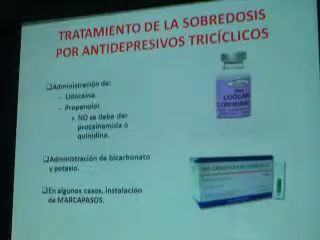 TRATAMIENTO DE LA SOBREDOSIS
POR ANTIDEPRESIVOS TRICÍCLICOS
Administración de:
– Lidocaína.
– Propanolol
NO se debe dar
procainamida ó
quinidina.
Administración de bicarbonato
y potasio.
En algunos casos, instalación
de MARCAPASOS.